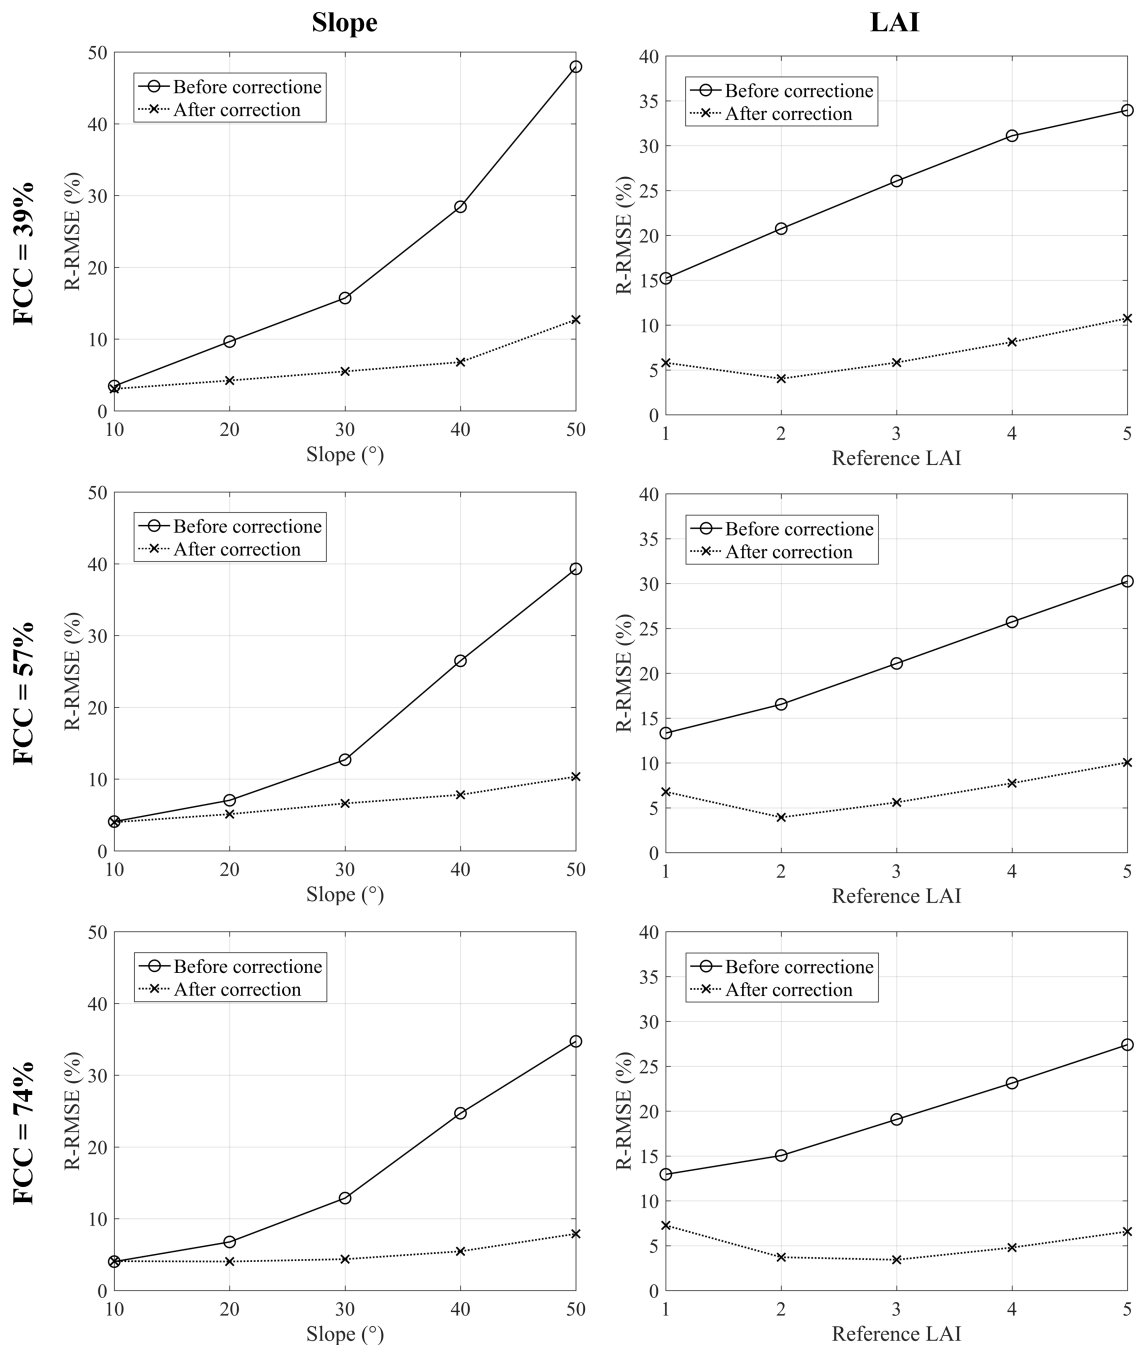 Slope
LAI
FCC = 39%
R-RMSE (%)
50
40
30
20
10
0
Before correctione
After correction
10 20 30 40 50
Slope (°)
R-RMSE (%)
40
35
30
25
20
15
10
5
0
Before correctione
After correction
1 2 3 4 5
Reference LAI
FCC = 57%
R-RMSE (%)
50
40
30
20
10
0
Before correctione
After correction
10 20 30 40 50
Slope (°)
R-RMSE (%)
40
35
30
25
20
15
10
5
0
Before correctione
After correction
1 2 3 4 5
Reference LAI
FCC = 74%
R-RMSE (%)
50
40
30
20
10
0
Before correctione
After correction
10 20 30 40 50
Slope (°)
R-RMSE (%)
40
35
30
25
20
15
10
5
0
Before correctione
After correction
1 2 3 4 5
Reference LAI